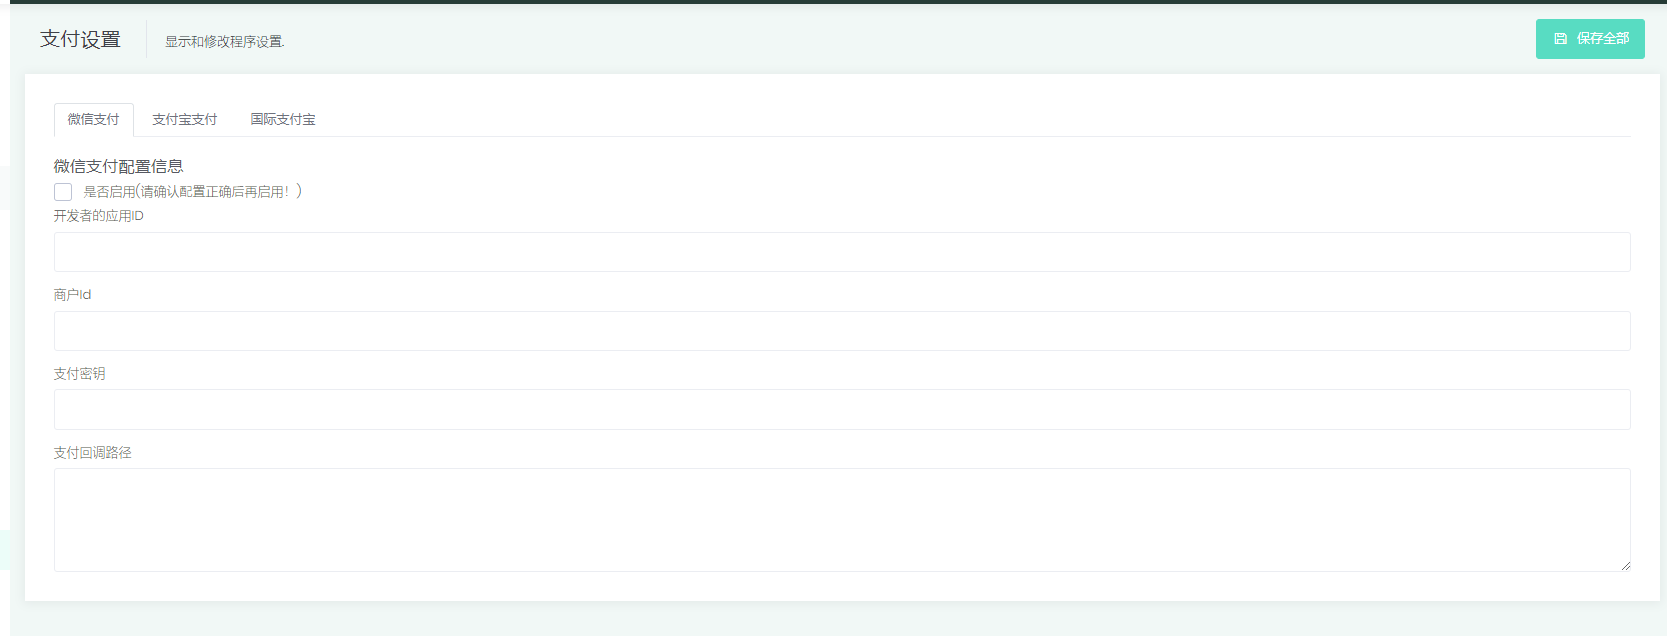 支付设置
显示和修改程序设置.
保存全部
微信支付
支付宝支付
国际支付宝
微信支付配置信息
是否启用(请确认配置正确后再启用！)
开发者的应用ID
商户Id
支付密钥
支付回调路径